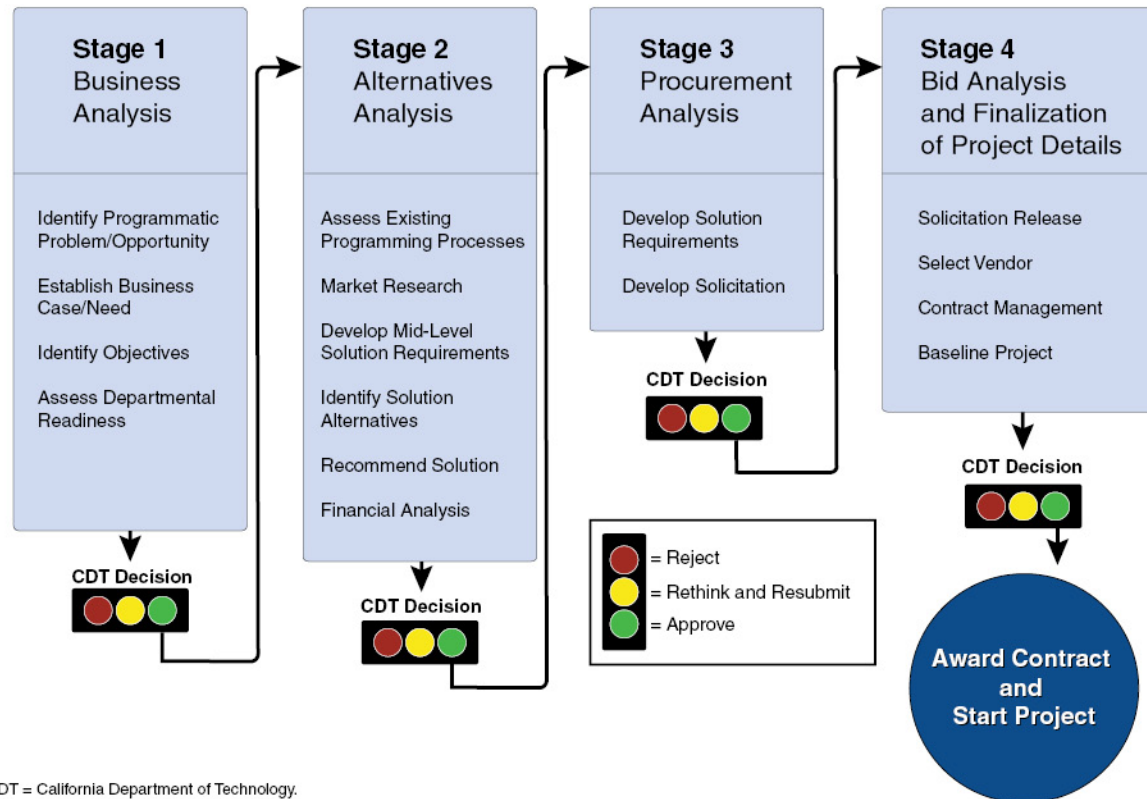 Stage 1
Business
Analysis
Identify Programmatic
Problem/Opportunity
Establish Business
Case/Need
Identify Objectives
Assess Departmental
Readiness
CDT Decision
Stage 2
Alternatives
Analysis
Assess Existing
Programming Processes
Market Research
Develop Mid-Level
Solution Requirements
Identify Solution
Alternatives
Recommend Solution
Financial Analysis
CDT Decision
Stage 3
Procurement
Analysis
Develop Solution
Requirements
Develop Solicitation
CDT Decision
Stage 4
Bid Analysis
and Finalization
of Project Details
Solicitation Release
Select Vendor
Contract Management
Baseline Project
CDT Decision
= Reject
= Rethink and Resubmit
= Approve
Award Contract
and
Start Project
DT = California Department of Technology.